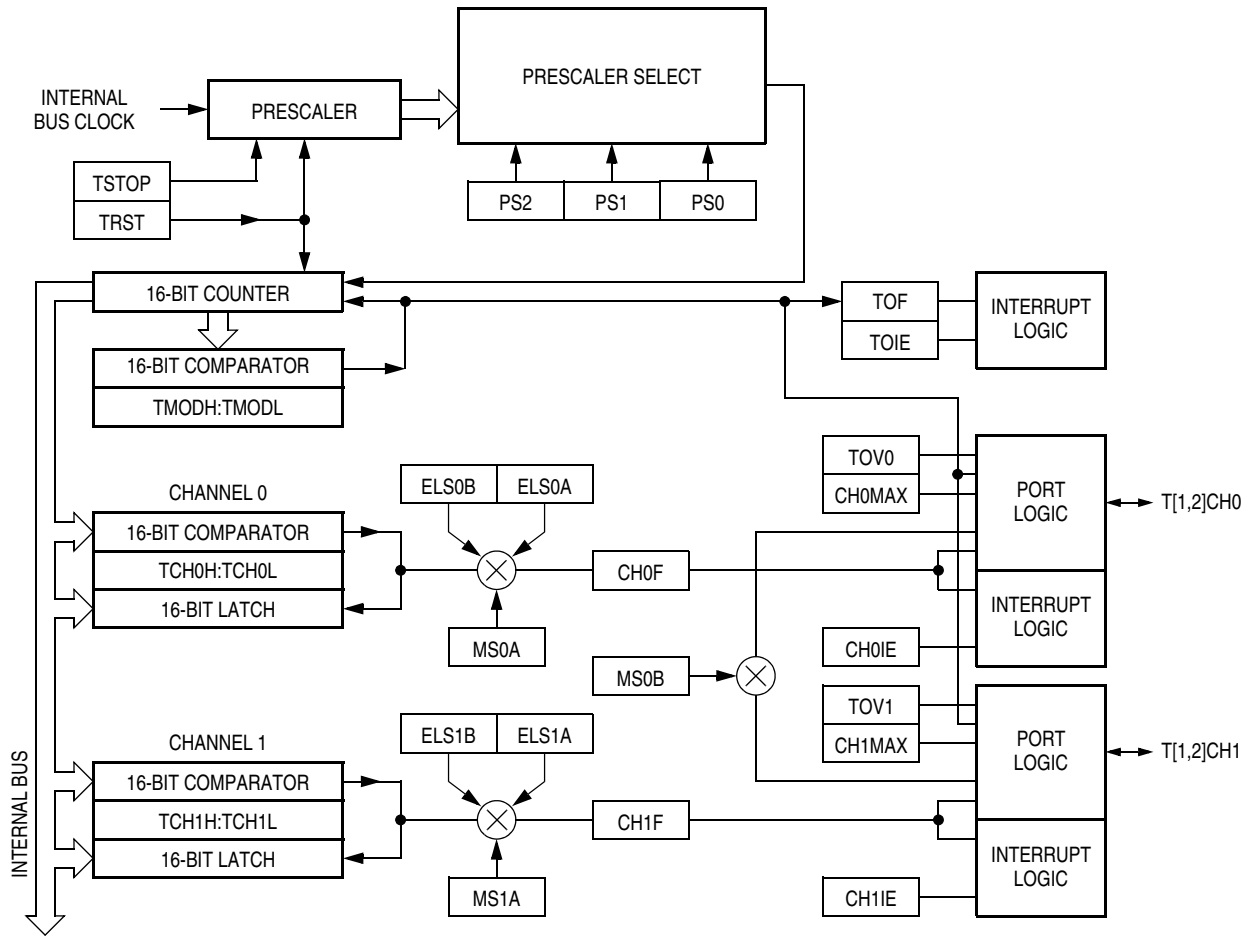 PRESCALER SELECT
INTERNAL
BUS CLOCK
PRESCALER
TSTOP
TRST
PS2
PS1
PS0
16-BIT COUNTER
16-BIT COMPARATOR
TMODH:TMODL
TOF
TOIE
INTERRUPT
LOGIC
CHANNEL 0
16-BIT COMPARATOR
TCH0H:TCH0L
16-BIT LATCH
ELS0B
ELS0A
MS0A
CH0F
TOV0
CH0MAX
PORT
LOGIC
T[1,2]CH0
INTERRUPT
LOGIC
CH0IE
MS0B
CHANNEL 1
16-BIT COMPARATOR
TCH1H:TCH1L
16-BIT LATCH
ELS1B
ELS1A
MS1A
CH1F
TOV1
CH1MAX
PORT
LOGIC
T[1,2]CH1
INTERRUPT
LOGIC
CH1IE
INTERNAL BUS